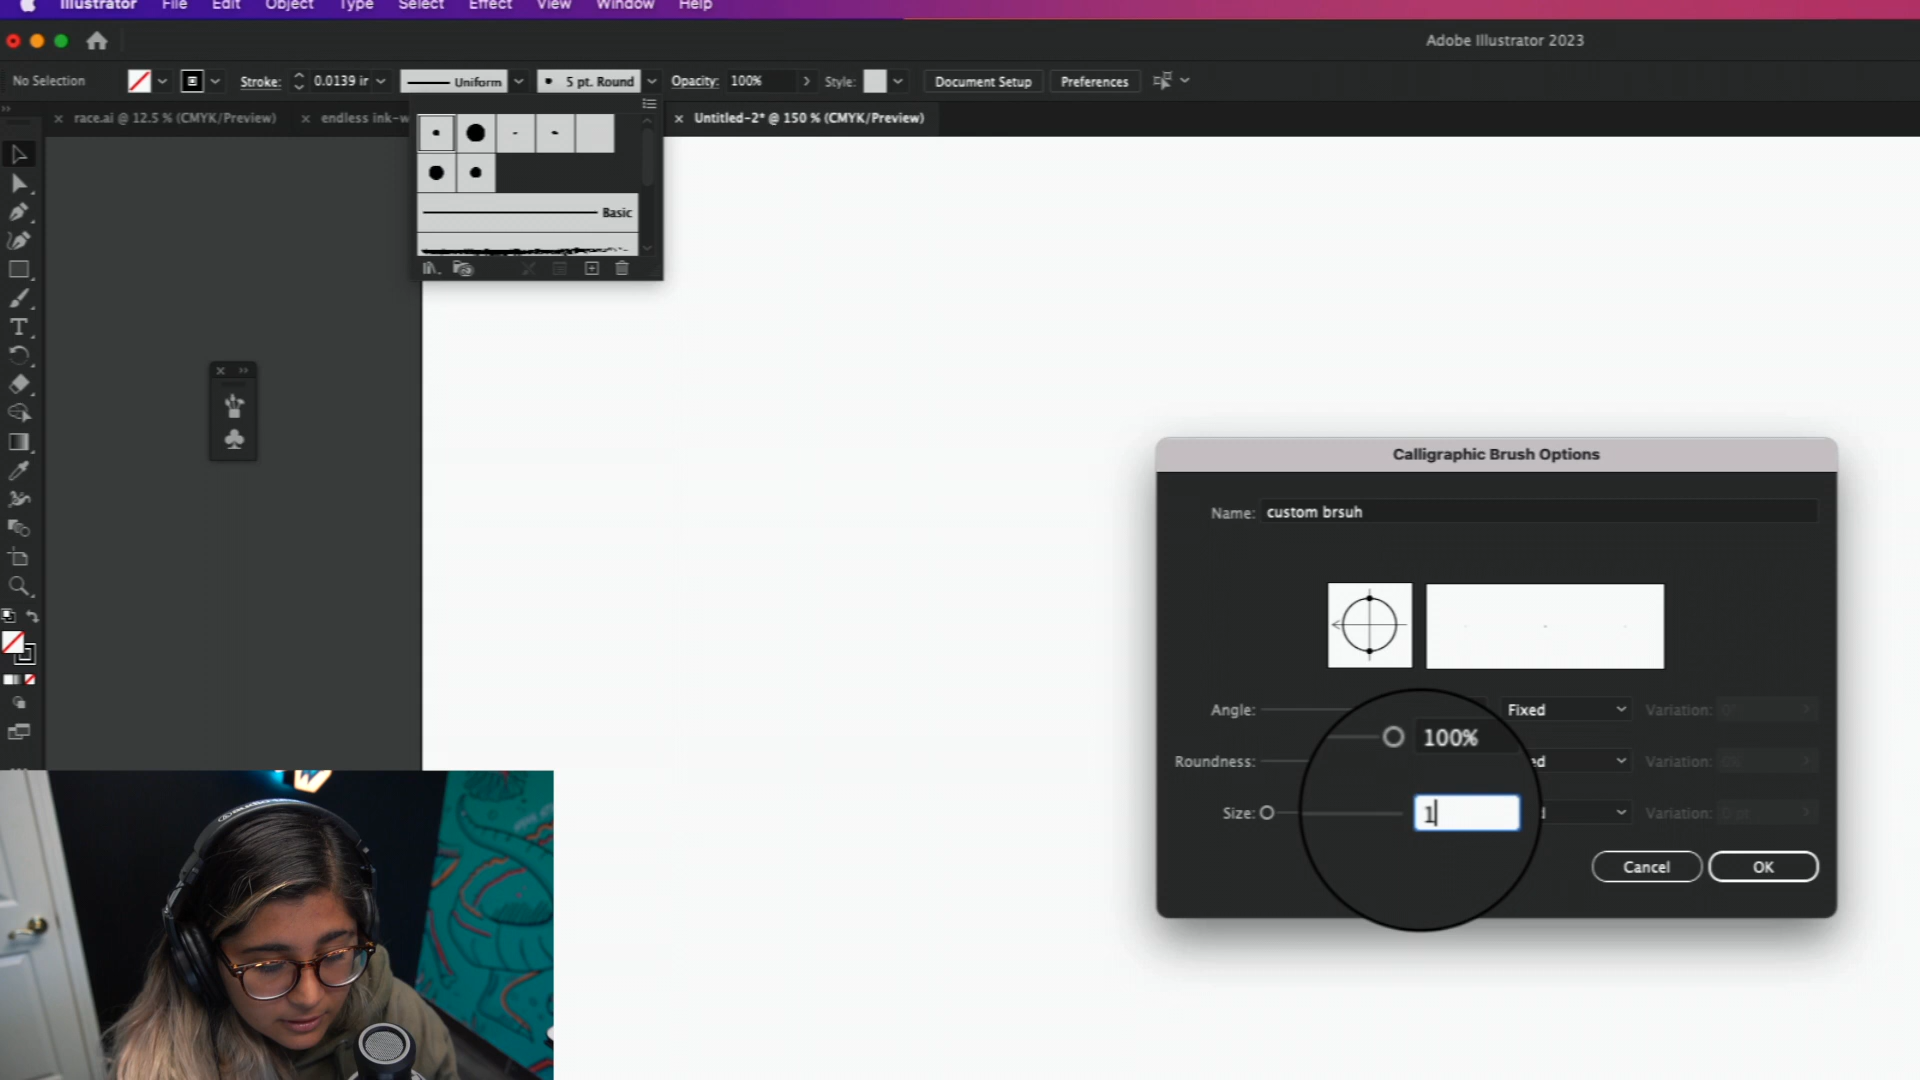 Illustrator File Edit Object Type Select Effect View Window Help
Adobe Illustrator 2023
No Selection Stroke: 0.0139 in Uniform 5 pt. Round Opacity: 100% Style: Document Setup Preferences
race.ai @ 12.5 % (CMYK/Preview) endless ink-w Untitled-2* @ 150 % (CMYK/Preview)
Basic
Calligraphic Brush Options
Name: custom brsuh
Angle: Fixed Variation:
100%
Roundness: ed Variation:
Size: 1 d Variation:
Cancel OK